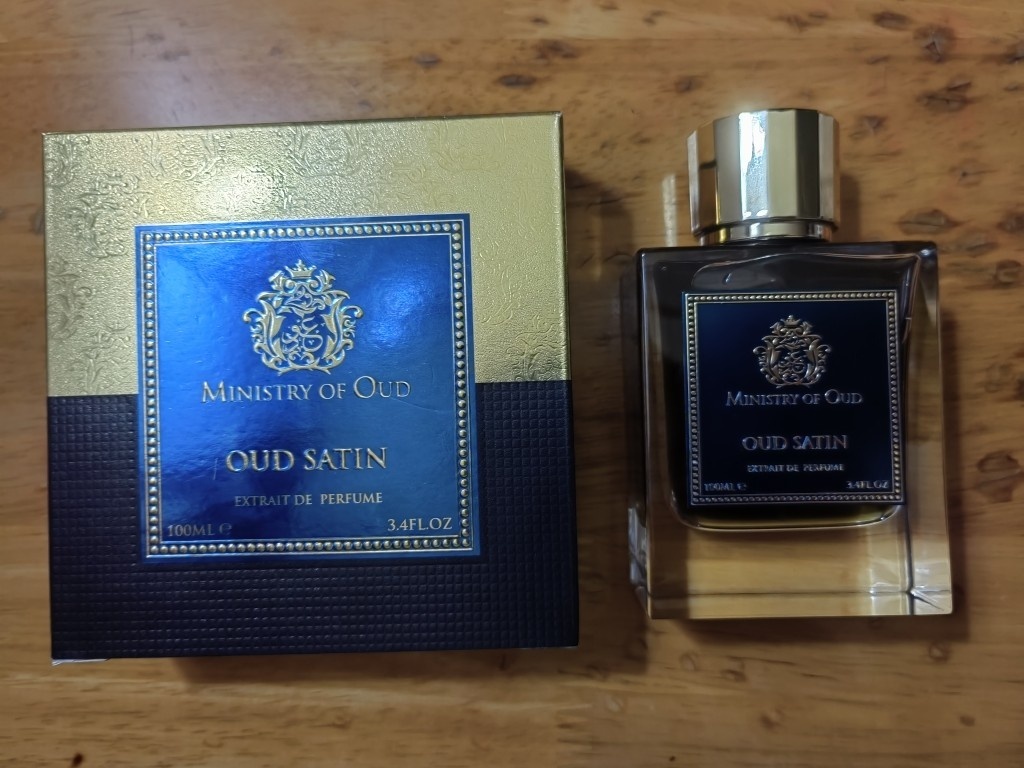 MINISTRY OF OUD
OUD SATIN
EXTRAIT DE PERFUME
100ML ℮
3.4FL.OZ
MINISTRY OF OUD
OUD SATIN
EXTRAIT DE PERFUME
100ML ℮
3.4FL.OZ